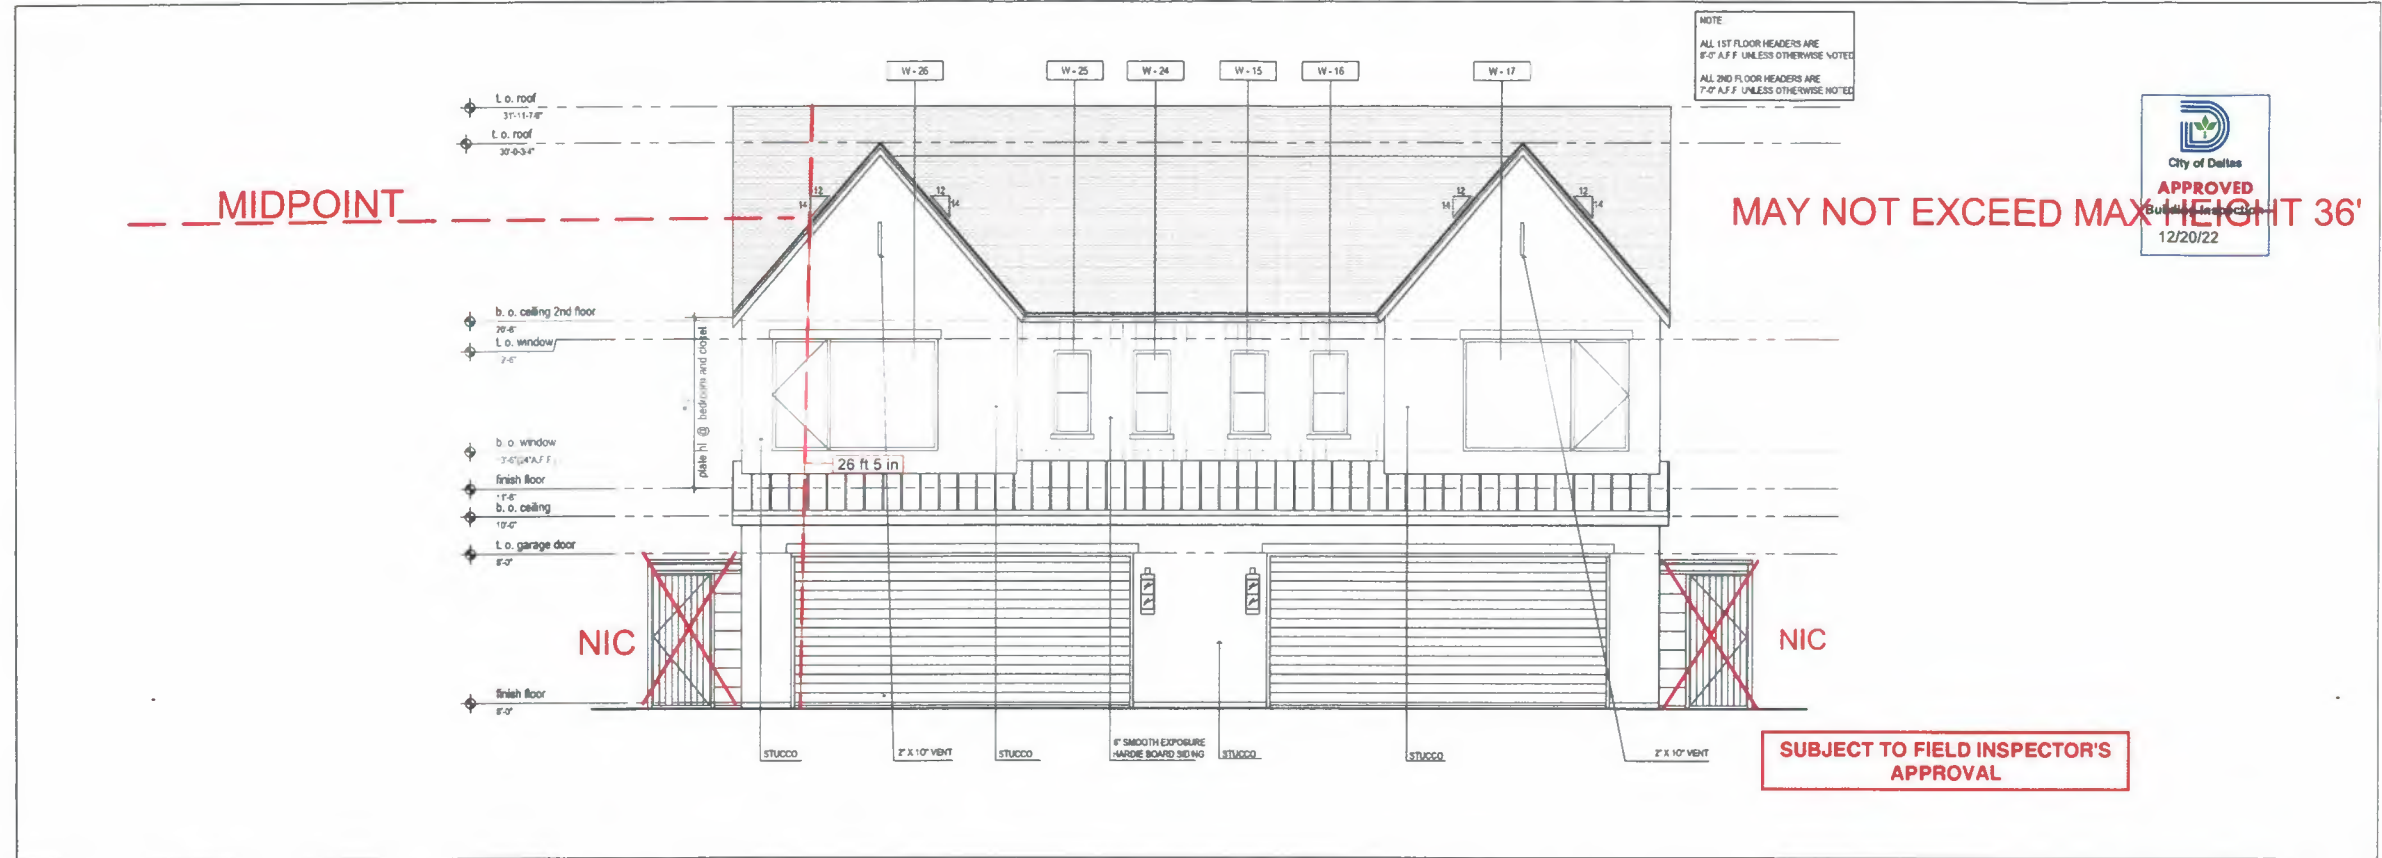 NOTE
ALL 1ST FLOOR HEADERS ARE
8'-0" A.F.F. UNLESS OTHERWISE NOTED
ALL 2ND FLOOR HEADERS ARE
7'-0" A.F.F. UNLESS OTHERWISE NOTED
W - 26
W - 25
W - 24
W - 15
W - 16
W - 17
t. o. roof
31'-11-7/8"
t. o. roof
30'-0-3/4"
City of Dallas
APPROVED
Building Inspection
12/20/22
MIDPOINT
MAY NOT EXCEED MAX HEIGHT 36'
12
14
12
14
12
14
12
14
b. o. ceiling 2nd floor
20'-6"
t. o. window
plate ht @ bedrooms and closet
b. o. window
26 ft 5 in
finish floor
11'-6"
b. o. ceiling
10'-0"
t. o. garage door
8'-0"
NIC
NIC
finish floor
STUCCO
2" X 10" VENT
STUCCO
6" SMOOTH EXPOSURE
HARDIE BOARD SIDING
STUCCO
STUCCO
2" X 10" VENT
SUBJECT TO FIELD INSPECTOR'S
APPROVAL